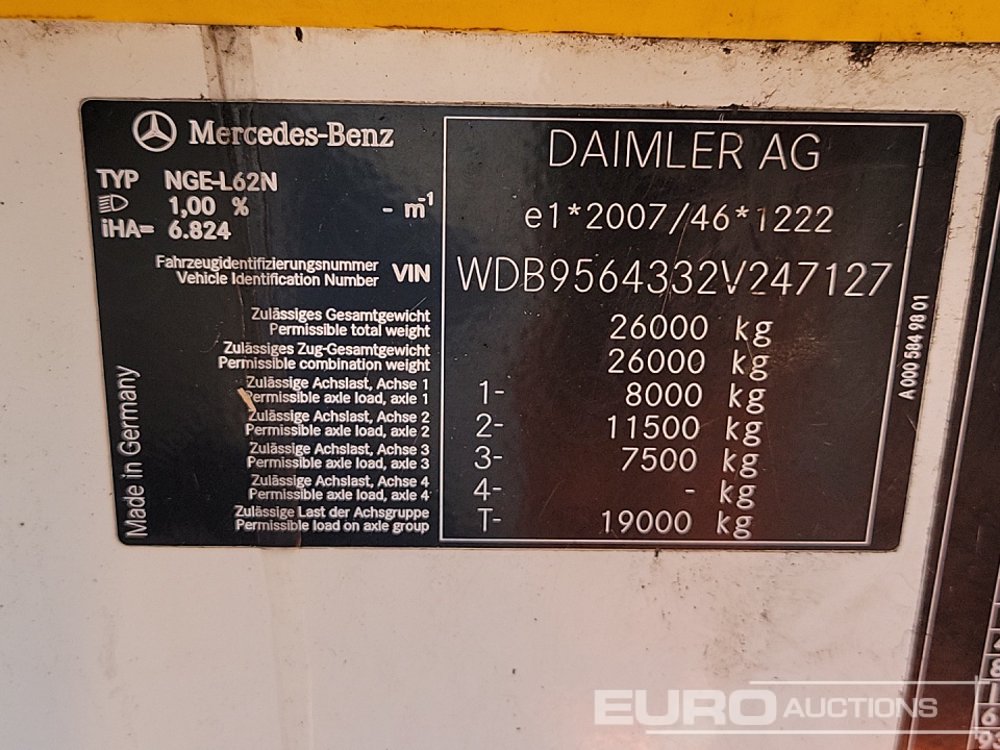 Mercedes-Benz
TYP NGE-L62N
1,00 % - m-1
iHA= 6.824
Fahrzeugidentifizierungsnummer
Vehicle Identification Number VIN
Zulässiges Gesamtgewicht
Permissible total weight
Zulässiges Zug-Gesamtgewicht
Permissible combination weight
Zulässige Achslast, Achse 1
Permissible axle load, axle 1
Zulässige Achslast, Achse 2
Permissible axle load, axle 2
Zulässige Achslast, Achse 3
Permissible axle load, axle 3
Zulässige Achslast, Achse 4
Permissible axle load, axle 4
Zulässige Last der Achsgruppe
Permissible load on axle group
Made in Germany
DAIMLER AG
e1*2007/46*1222
WDB9564332V247127
26000 kg
26000 kg
1- 8000 kg
2- 11500 kg
3- 7500 kg
4- - kg
T- 19000 kg
A 000 584 98 01
EURO AUCTIONS